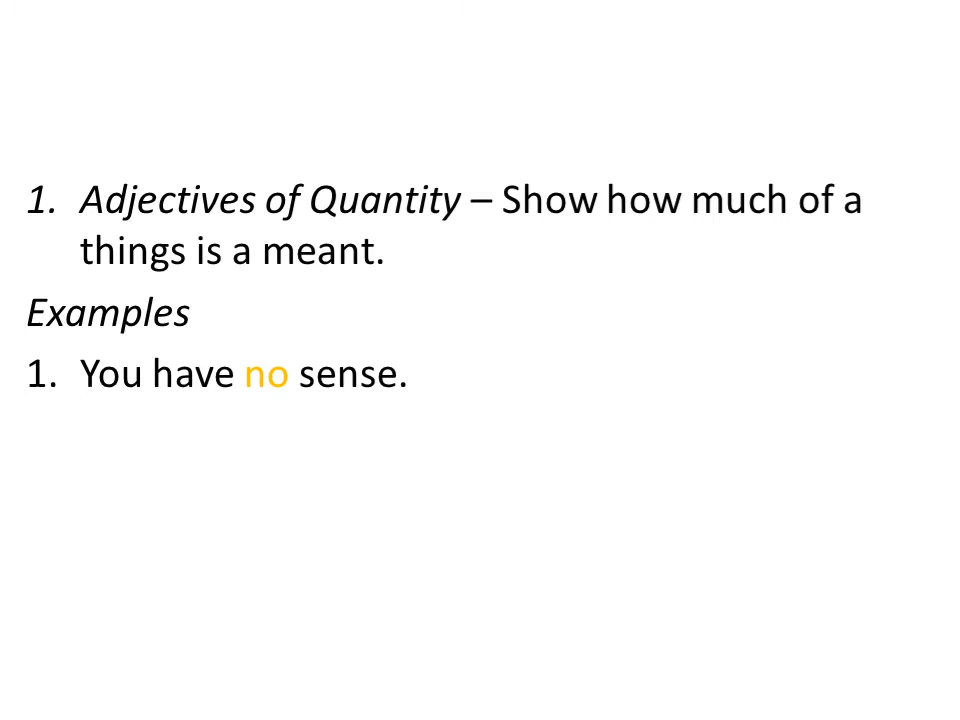 1. Adjectives of Quantity – Show how much of a
things is a meant.
Examples
1. You have no sense.